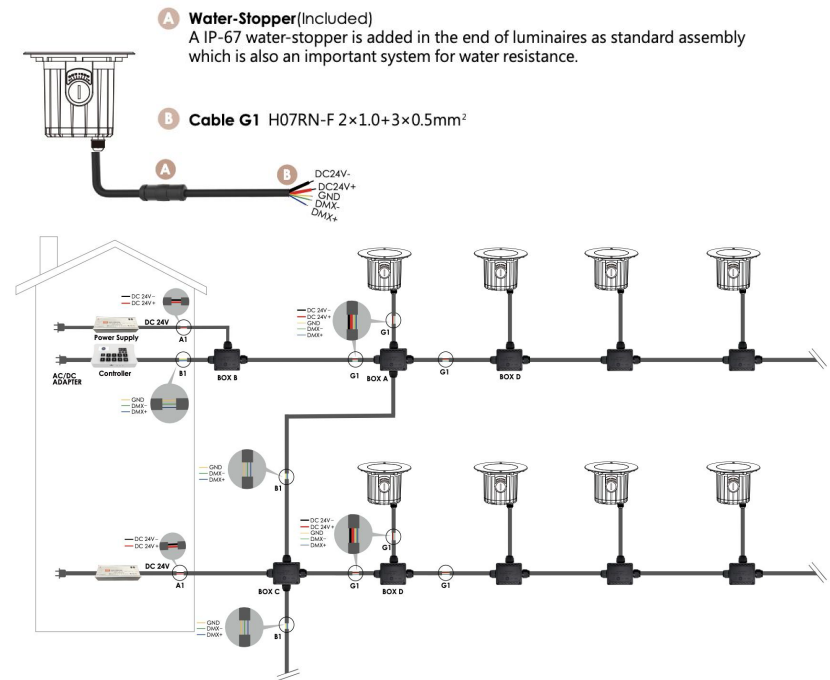 A Water-Stopper(Included)
A IP-67 water-stopper is added in the end of luminaires as standard assembly
which is also an important system for water resistance.
B Cable G1 H07RN-F 2×1.0+3×0.5mm²
A
B
DC24V-
DC24V+
GND
DMX-
DMX+
DC 24V-
DC 24V+
DC 24V
Power Supply
A1
AC/DC
ADAPTER
Controller
B1
BOX B
GND
DMX-
DMX+
DC 24V-
DC 24V+
GND
DMX-
DMX+
G1
G1
BOX A
G1
BOX D
GND
DMX-
DMX+
B1
DC 24V-
DC 24V+
DC 24V
A1
BOX C
DC 24V-
DC 24V+
GND
DMX-
DMX+
G1
G1
BOX D
G1
GND
DMX-
DMX+
B1